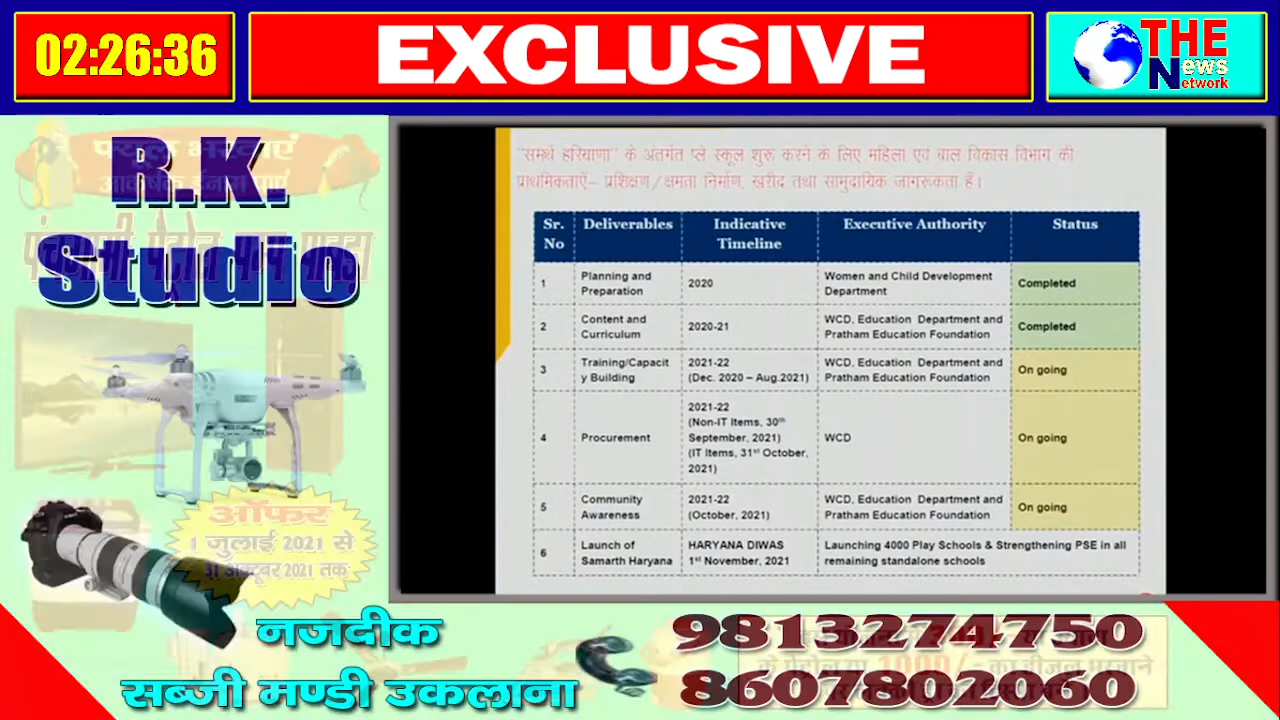 02:26:36
EXCLUSIVE
THE
News
Network
R.K.
Studio
ऑफर
1 जुलाई 2021 से
31 अक्टूबर 2021 तक
"समर्थ हरियाणा" के अंतर्गत प्ले स्कूल शुरू करने के लिए महिला एवं बाल विकास विभाग की
प्राथमिकताऐं– प्रशिक्षण/क्षमता निर्माण, खरीद तथा सामुदायिक जागरूकता हैं।
Sr. No Deliverables Indicative Timeline Executive Authority Status
1 Planning and Preparation 2020 Women and Child Development Department Completed
2 Content and Curriculum 2020-21 WCD, Education Department and Pratham Education Foundation Completed
3 Training/Capacity Building 2021-22 (Dec. 2020 – Aug.2021) WCD, Education Department and Pratham Education Foundation On going
4 Procurement 2021-22 (Non-IT Items, 30th September, 2021) (IT Items, 31st October, 2021) WCD On going
5 Community Awareness 2021-22 (October, 2021) WCD, Education Department and Pratham Education Foundation On going
6 Launch of Samarth Haryana HARYANA DIWAS 1st November, 2021 Launching 4000 Play Schools & Strengthening PSE in all remaining standalone schools
नजदीक
सब्जी मण्डी उकलाना
9813274750
8607802060